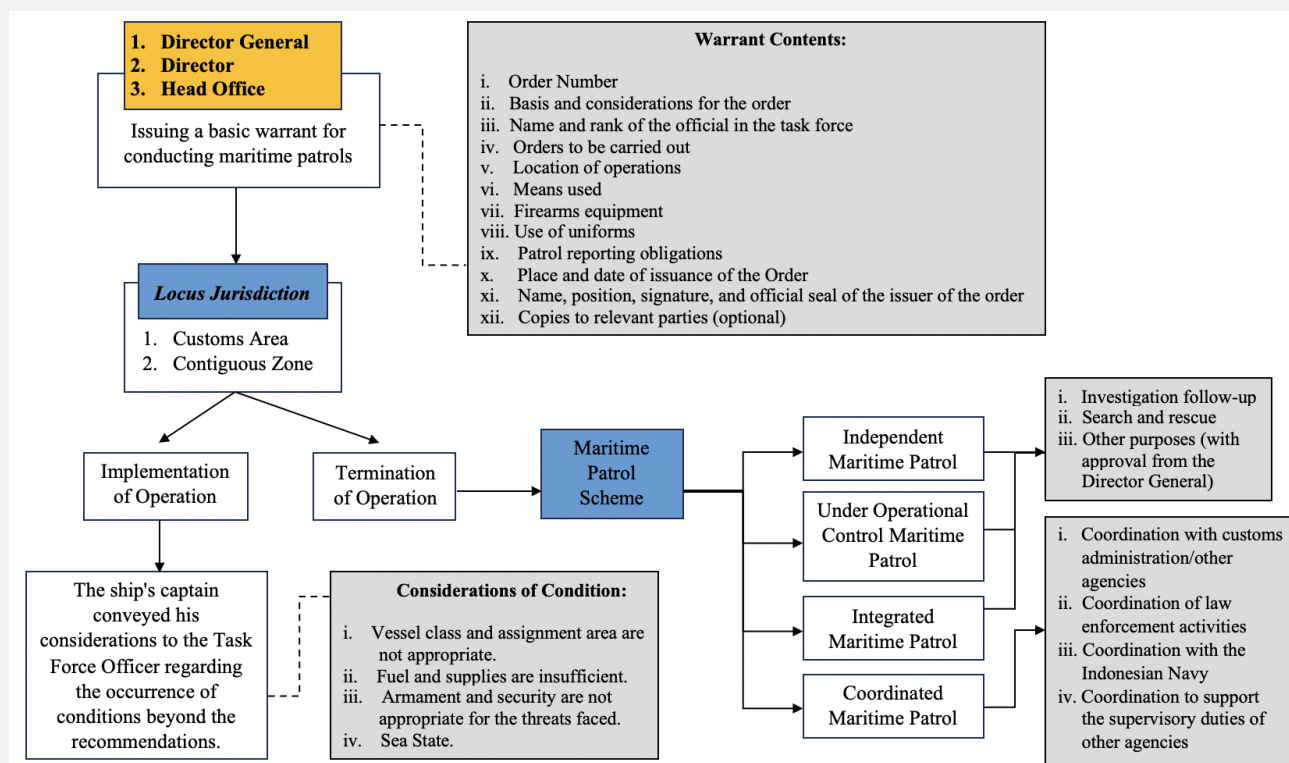 1. Director General
2. Director
3. Head Office
Issuing a basic warrant for
conducting maritime patrols
Warrant Contents:
i. Order Number
ii. Basis and considerations for the order
iii. Name and rank of the official in the task force
iv. Orders to be carried out
v. Location of operations
vi. Means used
vii. Firearms equipment
viii. Use of uniforms
ix. Patrol reporting obligations
x. Place and date of issuance of the Order
xi. Name, position, signature, and official seal of the issuer of the order
xii. Copies to relevant parties (optional)
Locus Jurisdiction
1. Customs Area
2. Contiguous Zone
Implementation
of Operation
Termination
of Operation
Maritime
Patrol
Scheme
Independent
Maritime Patrol
Under Operational
Control Maritime
Patrol
Integrated
Maritime Patrol
Coordinated
Maritime Patrol
i. Investigation follow-up
ii. Search and rescue
iii. Other purposes (with
approval from the
Director General)
i. Coordination with customs
administration/other
agencies
ii. Coordination of law
enforcement activities
iii. Coordination with the
Indonesian Navy
iv. Coordination to support
the supervisory duties of
other agencies
The ship's captain
conveyed his
considerations to the Task
Force Officer regarding
the occurrence of
conditions beyond the
recommendations.
Considerations of Condition:
i. Vessel class and assignment area are
not appropriate.
ii. Fuel and supplies are insufficient.
iii. Armament and security are not
appropriate for the threats faced.
iv. Sea State.